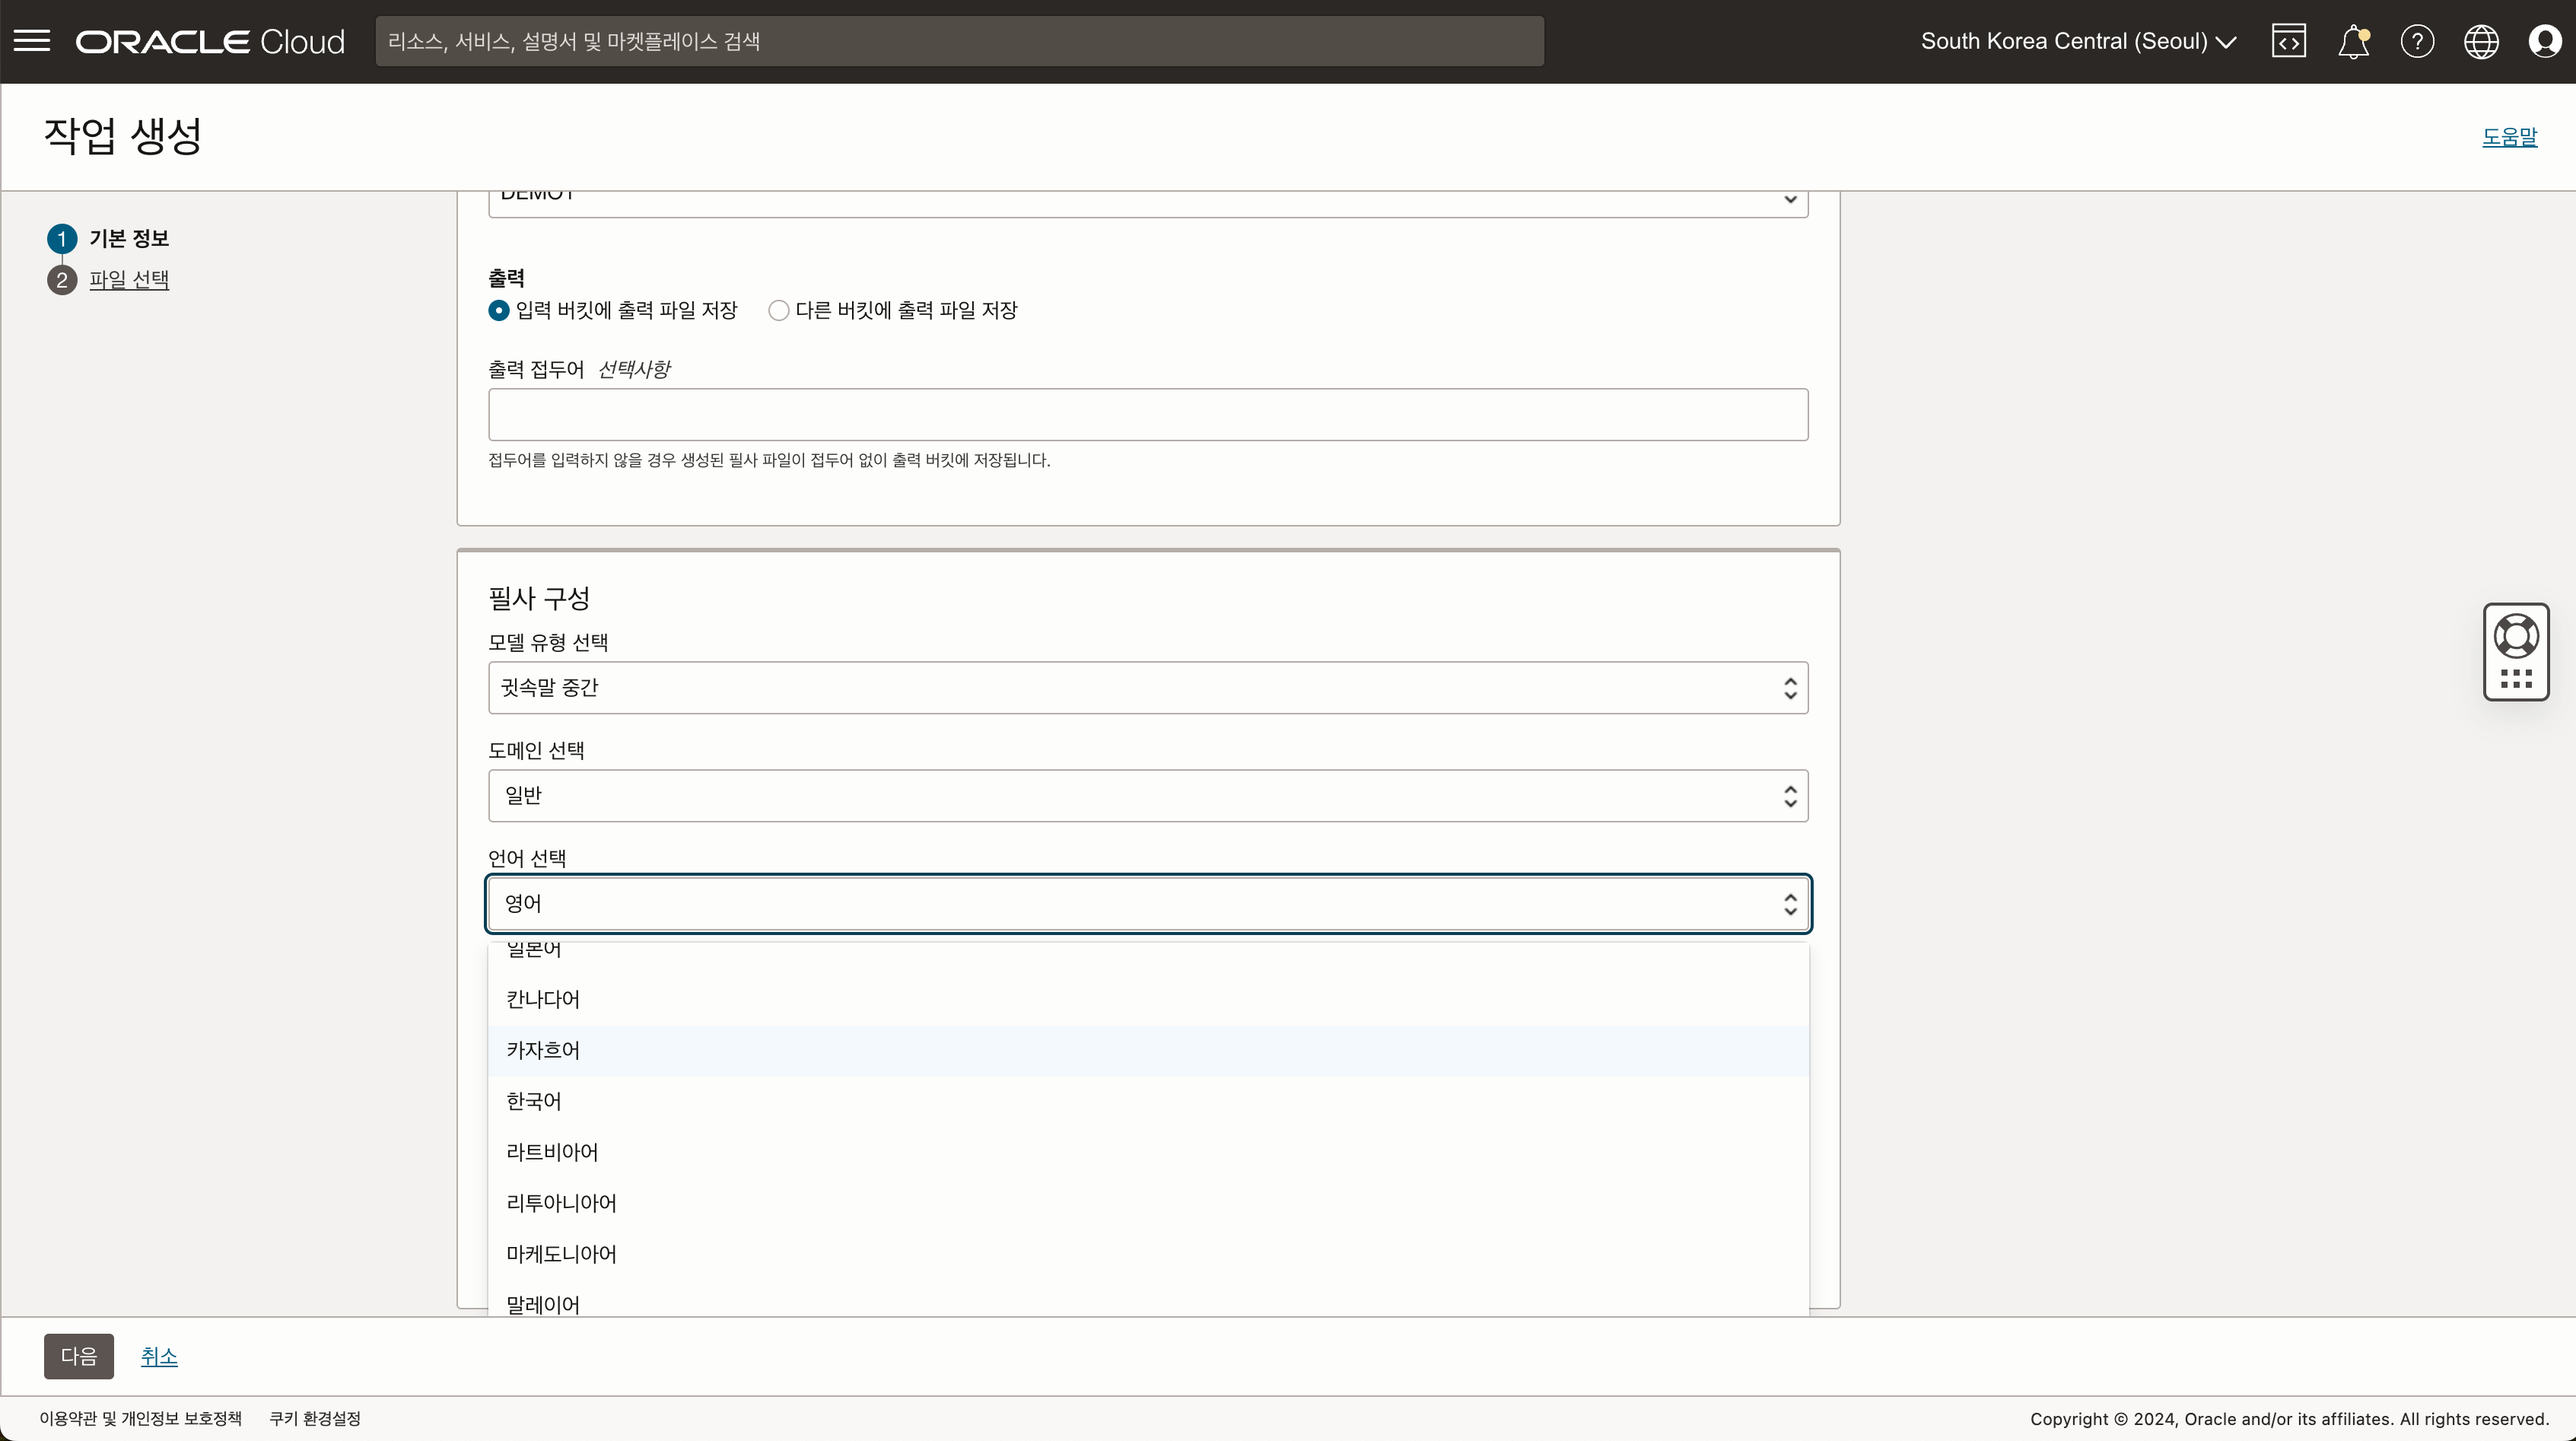 ORACLE Cloud
리소스, 서비스, 설명서 및 마켓플레이스 검색
South Korea Central (Seoul)
작업 생성
도움말
1 기본 정보
2 파일 선택
DEMO1
출력
입력 버킷에 출력 파일 저장
다른 버킷에 출력 파일 저장
출력 접두어 선택사항
접두어를 입력하지 않을 경우 생성된 필사 파일이 접두어 없이 출력 버킷에 저장됩니다.
필사 구성
모델 유형 선택
귓속말 중간
도메인 선택
일반
언어 선택
영어
일본어
칸나다어
카자흐어
한국어
라트비아어
리투아니아어
마케도니아어
말레이어
다음 취소
이용약관 및 개인정보 보호정책 쿠키 환경설정
Copyright © 2024, Oracle and/or its affiliates. All rights reserved.